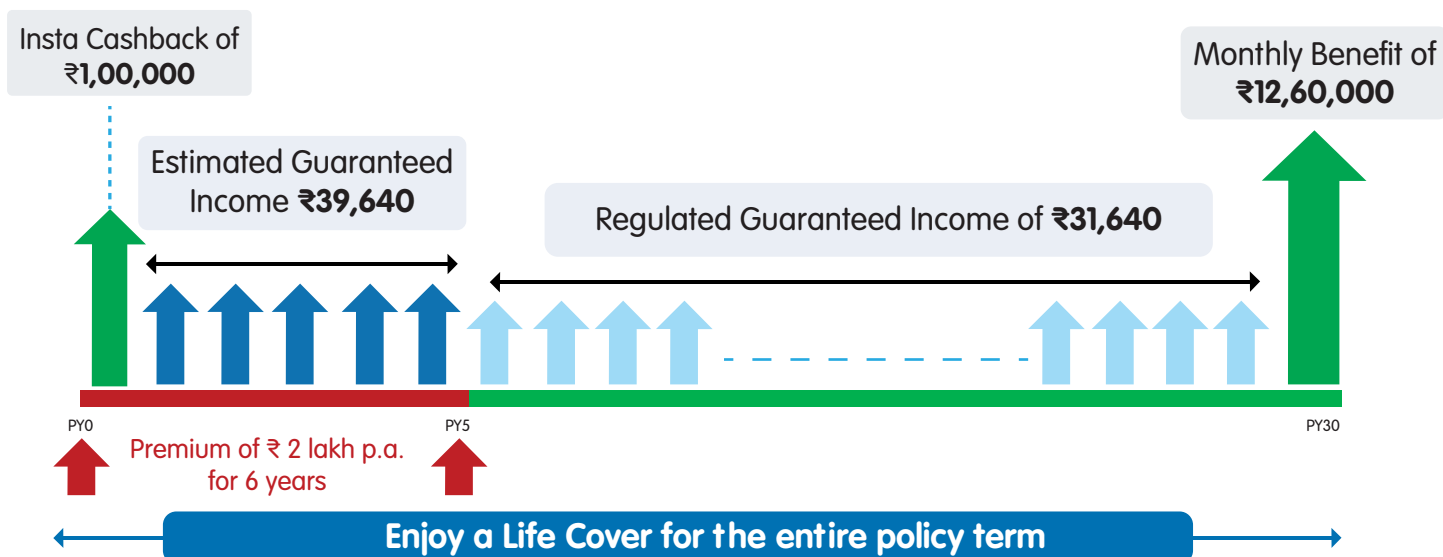 Insta Cashback of
₹1,00,000
Monthly Benefit of
₹12,60,000
Estimated Guaranteed
Income ₹39,640
Regulated Guaranteed Income of ₹31,640
PY0
PY5
PY30
Premium of ₹ 2 lakh p.a.
for 6 years
Enjoy a Life Cover for the entire policy term